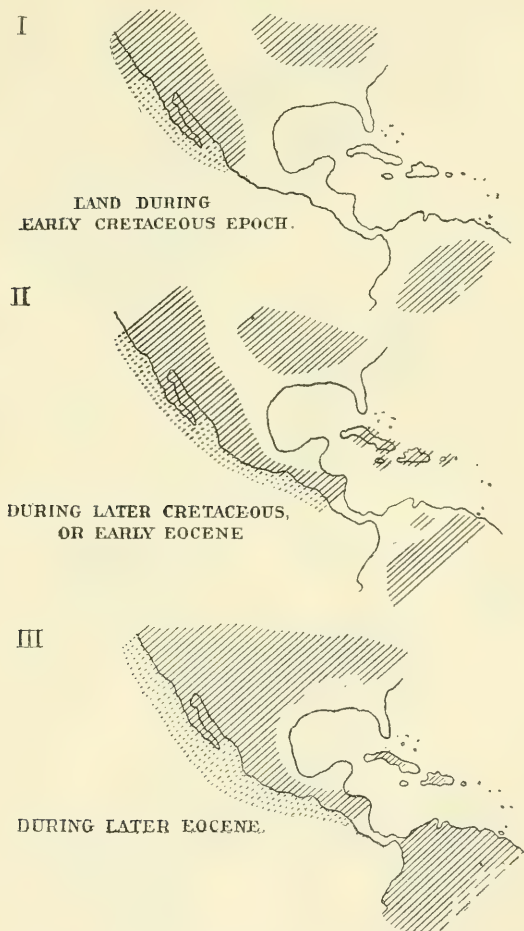 I
LAND DURING
EARLY CRETACEOUS EPOCH.
II
DURING LATER CRETACEOUS,
OR EARLY EOCENE
III
DURING LATER EOCENE.